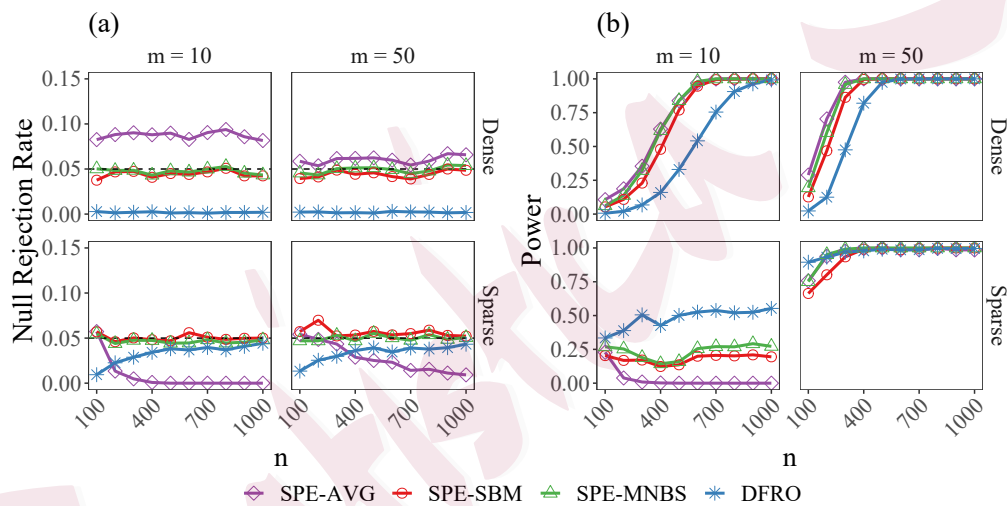 (a)
(b)
m = 10
m = 50
m = 10
m = 50
Null Rejection Rate
0.15
0.10
0.05
0.00
Dense
0.15
0.10
0.05
0.00
Sparse
100
400
700
1000
100
400
700
1000
n
Power
1.00
0.75
0.50
0.25
0.00
Dense
1.00
0.75
0.50
0.25
0.00
Sparse
100
400
700
1000
100
400
700
1000
n
SPE-AVG SPE-SBM SPE-MNBS DFRO